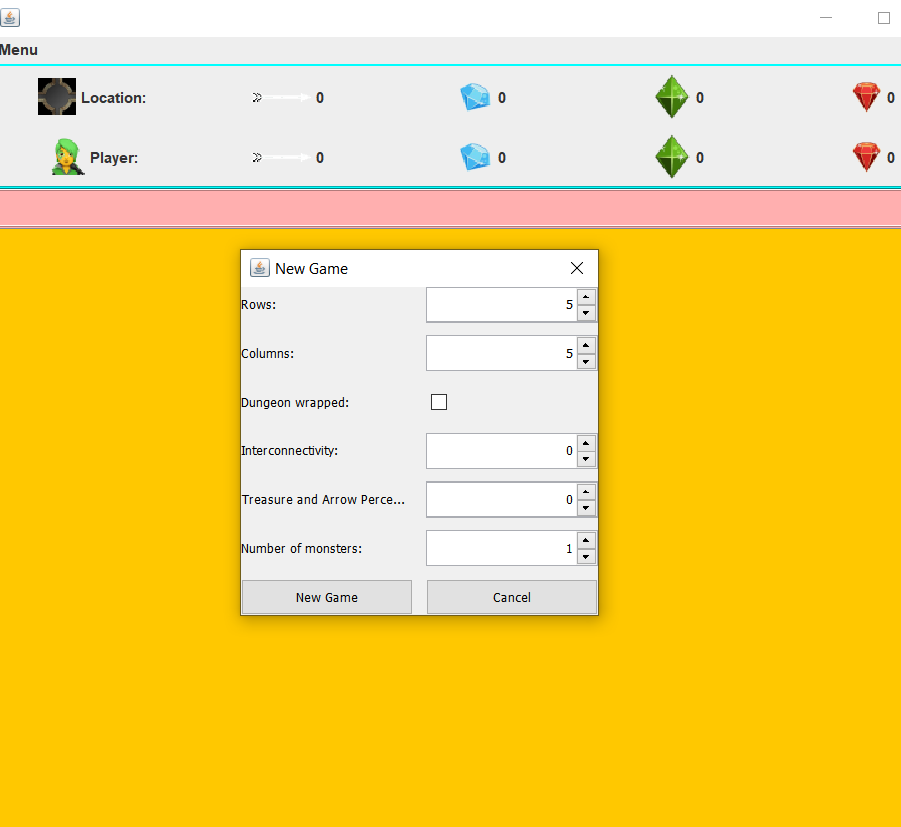 Menu
Location: 0 0 0 0
Player: 0 0 0 0
New Game
Rows: 5
Columns: 5
Dungeon wrapped:
Interconnectivity: 0
Treasure and Arrow Perce... 0
Number of monsters: 1
New Game Cancel